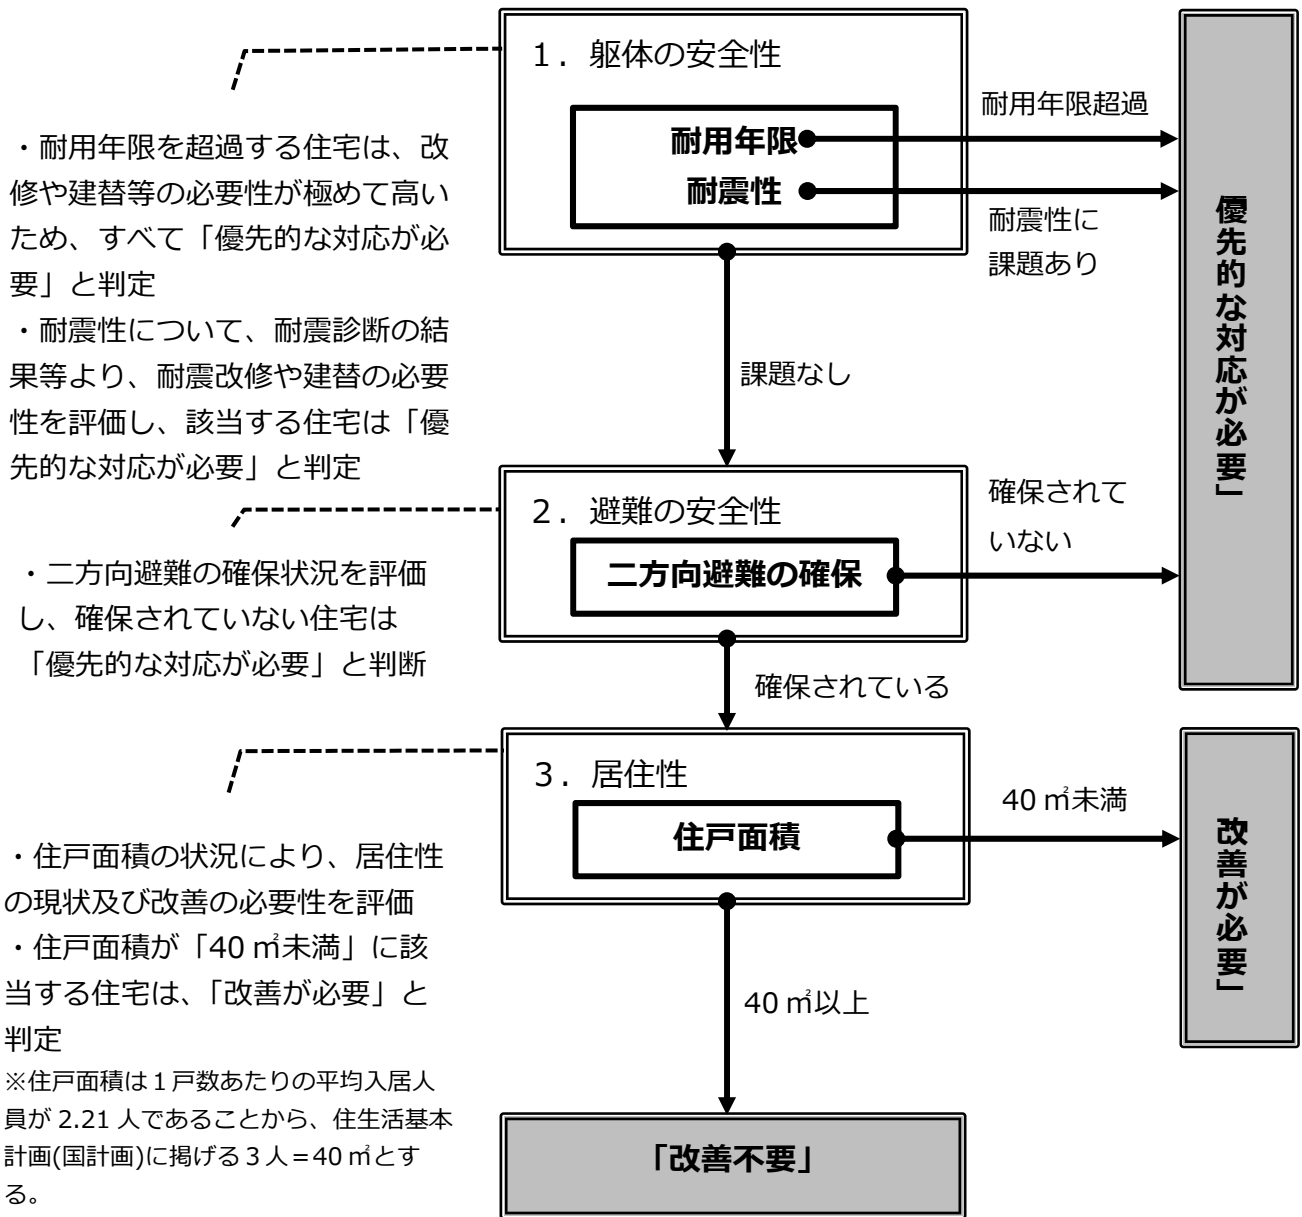 1．躯体の安全性
耐用年限
耐震性
耐用年限超過
耐震性に
課題あり
優先的な対応が必要」
・耐用年限を超過する住宅は、改
修や建替等の必要性が極めて高い
ため、すべて「優先的な対応が必
要」と判定
・耐震性について、耐震診断の結
果等より、耐震改修や建替の必要
性を評価し、該当する住宅は「優
先的な対応が必要」と判定
課題なし
2．避難の安全性
二方向避難の確保
確保されて
いない
・二方向避難の確保状況を評価
し、確保されていない住宅は
「優先的な対応が必要」と判断
確保されている
3．居住性
住戸面積
40 ㎡未満
改善が必要」
・住戸面積の状況により、居住性
の現状及び改善の必要性を評価
・住戸面積が「40 ㎡未満」に該
当する住宅は、「改善が必要」と
判定
※住戸面積は１戸数あたりの平均入居人
員が 2.21 人であることから、住生活基本
計画(国計画)に掲げる３人＝40 ㎡とす
る。
40 ㎡以上
「改善不要」